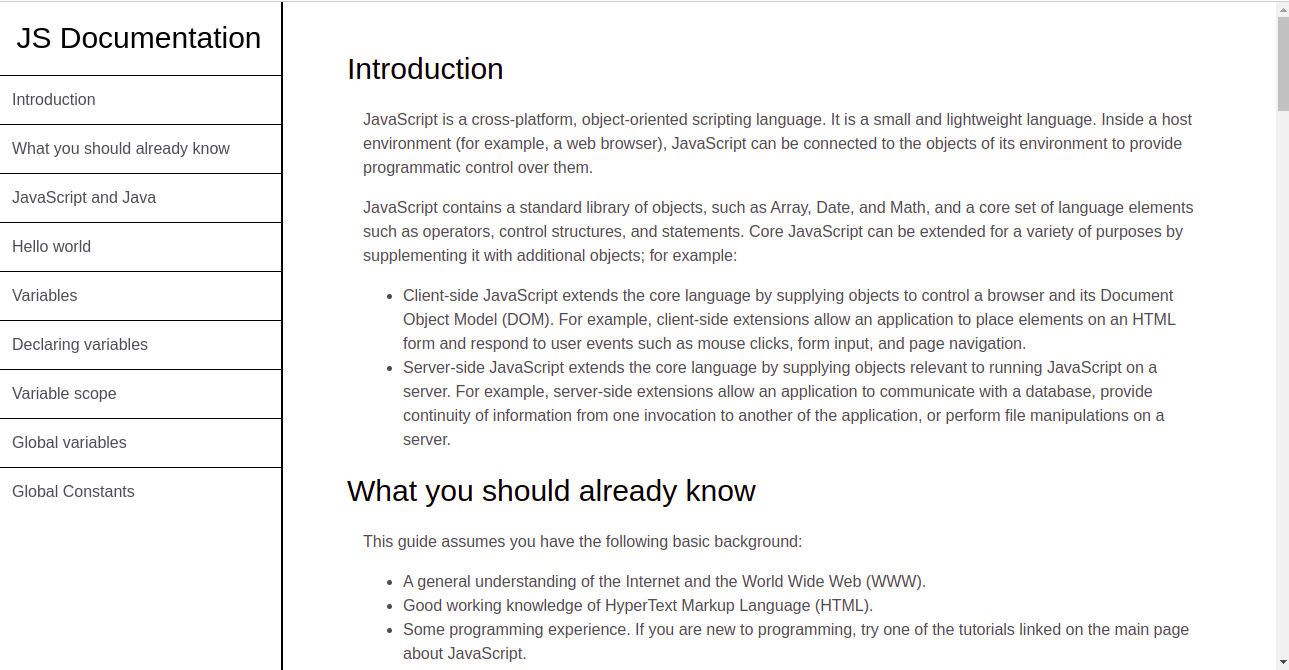 JS Documentation
Introduction
What you should already know
JavaScript and Java
Hello world
Variables
Declaring variables
Variable scope
Global variables
Global Constants
Introduction
JavaScript is a cross-platform, object-oriented scripting language. It is a small and lightweight language. Inside a host
environment (for example, a web browser), JavaScript can be connected to the objects of its environment to provide
programmatic control over them.
JavaScript contains a standard library of objects, such as Array, Date, and Math, and a core set of language elements
such as operators, control structures, and statements. Core JavaScript can be extended for a variety of purposes by
supplementing it with additional objects; for example:
• Client-side JavaScript extends the core language by supplying objects to control a browser and its Document
Object Model (DOM). For example, client-side extensions allow an application to place elements on an HTML
form and respond to user events such as mouse clicks, form input, and page navigation.
• Server-side JavaScript extends the core language by supplying objects relevant to running JavaScript on a
server. For example, server-side extensions allow an application to communicate with a database, provide
continuity of information from one invocation to another of the application, or perform file manipulations on a
server.
What you should already know
This guide assumes you have the following basic background:
• A general understanding of the Internet and the World Wide Web (WWW).
• Good working knowledge of HyperText Markup Language (HTML).
• Some programming experience. If you are new to programming, try one of the tutorials linked on the main page
about JavaScript.